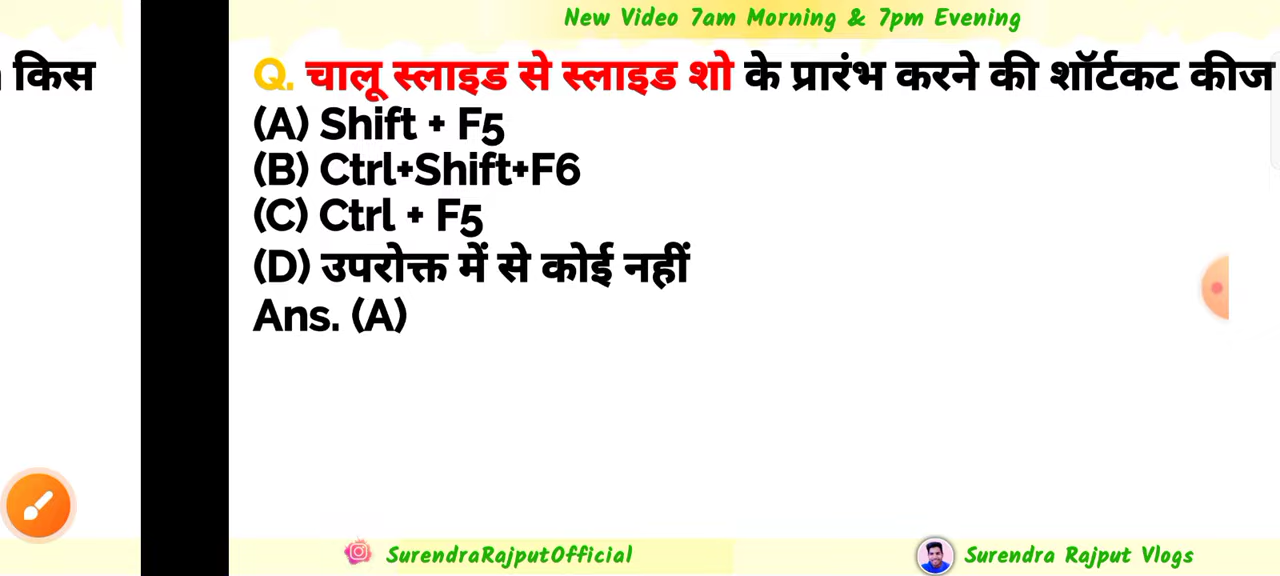 New Video 7am Morning & 7pm Evening
किस
Q. चालू स्लाइड से स्लाइड शो के प्रारंभ करने की शॉर्टकट कीज
(A) Shift + F5
(B) Ctrl+Shift+F6
(C) Ctrl + F5
(D) उपरोक्त में से कोई नहीं
Ans. (A)
SurendraRajputOfficial
Surendra Rajput Vlogs